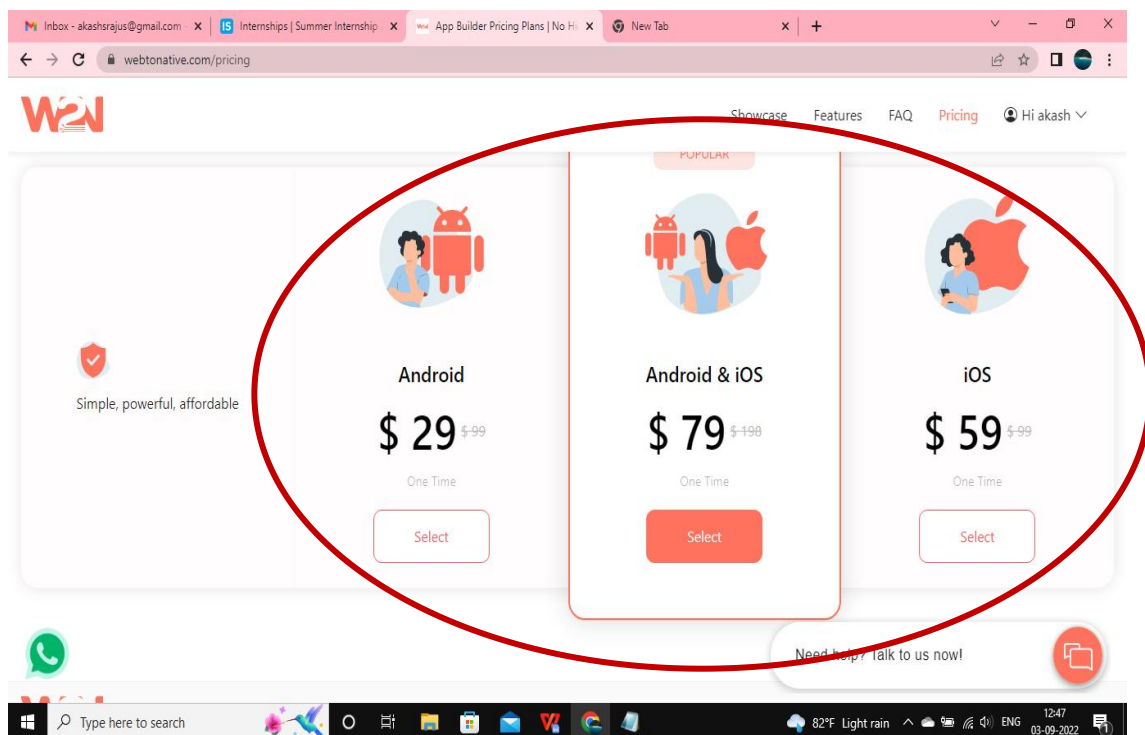 Inbox - akashsrajus@gmail.com -
IS Internships | Summer Internship
App Builder Pricing Plans | No Hi
New Tab
webtonative.com/pricing
W2N
Showcase Features FAQ Pricing Hi akash
POPULAR
Simple, powerful, affordable
Android
$ 29 $ 99
One Time
Select
Android & iOS
$ 79 $ 198
One Time
Select
iOS
$ 59 $ 99
One Time
Select
Need help? Talk to us now!
Type here to search
82°F Light rain
ENG
12:47
03-09-2022
1